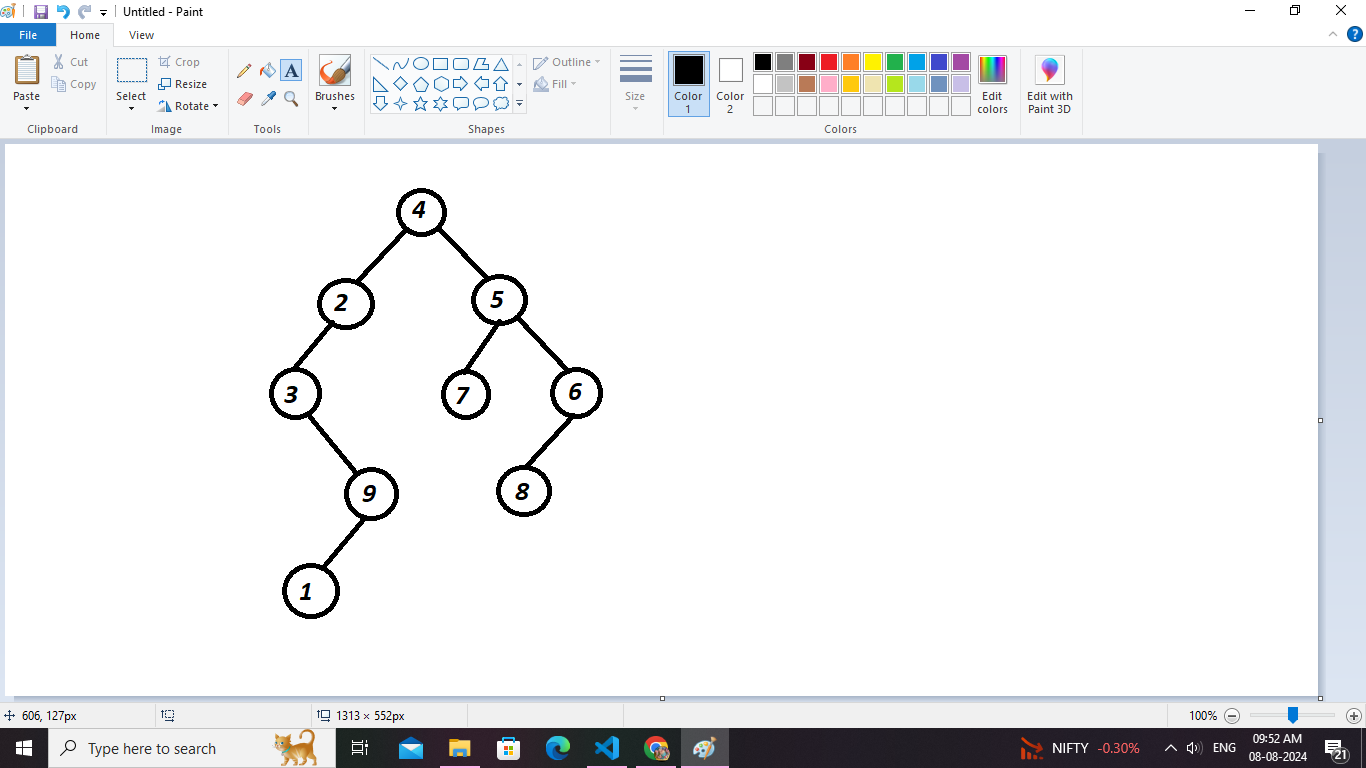 Untitled - Paint
File Home View
Paste
Cut
Copy
Clipboard
Select
Crop
Resize
Rotate
Image
A
Tools
Brushes
Outline
Fill
Shapes
Size
Color 1
Color 2
Edit colors
Colors
Edit with Paint 3D
4
2 5
3 7 6
9 8
1
606, 127px 1313 × 552px 100%
Type here to search NIFTY -0.30% ENG 09:52 AM
08-08-2024 21